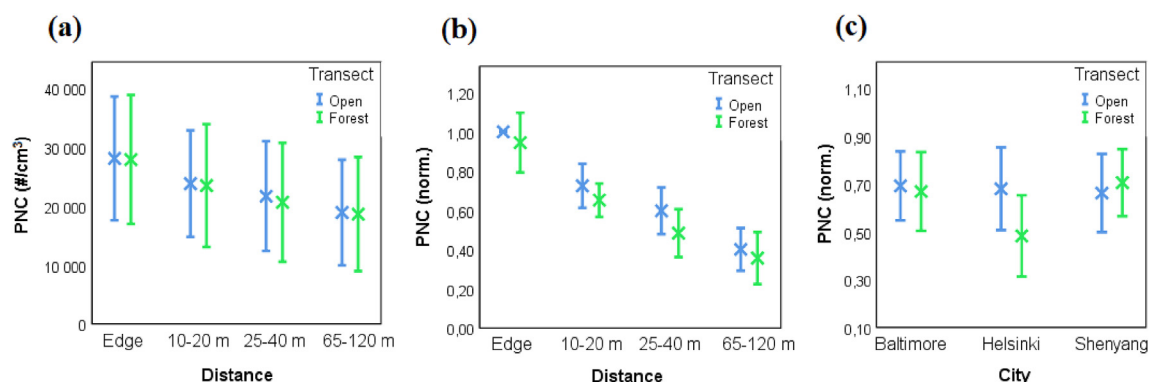 (a)
Transect
Open
Forest
PNC (#/cm³)
40 000
30 000
20 000
10 000
0
Edge 10-20 m 25-40 m 65-120 m
Distance
(b)
Transect
Open
Forest
PNC (norm.)
1,20
1,00
0,80
0,60
0,40
0,20
0,00
Edge 10-20 m 25-40 m 65-120 m
Distance
(c)
Transect
Open
Forest
PNC (norm.)
1,10
0,90
0,70
0,50
0,30
0,10
Baltimore Helsinki Shenyang
City